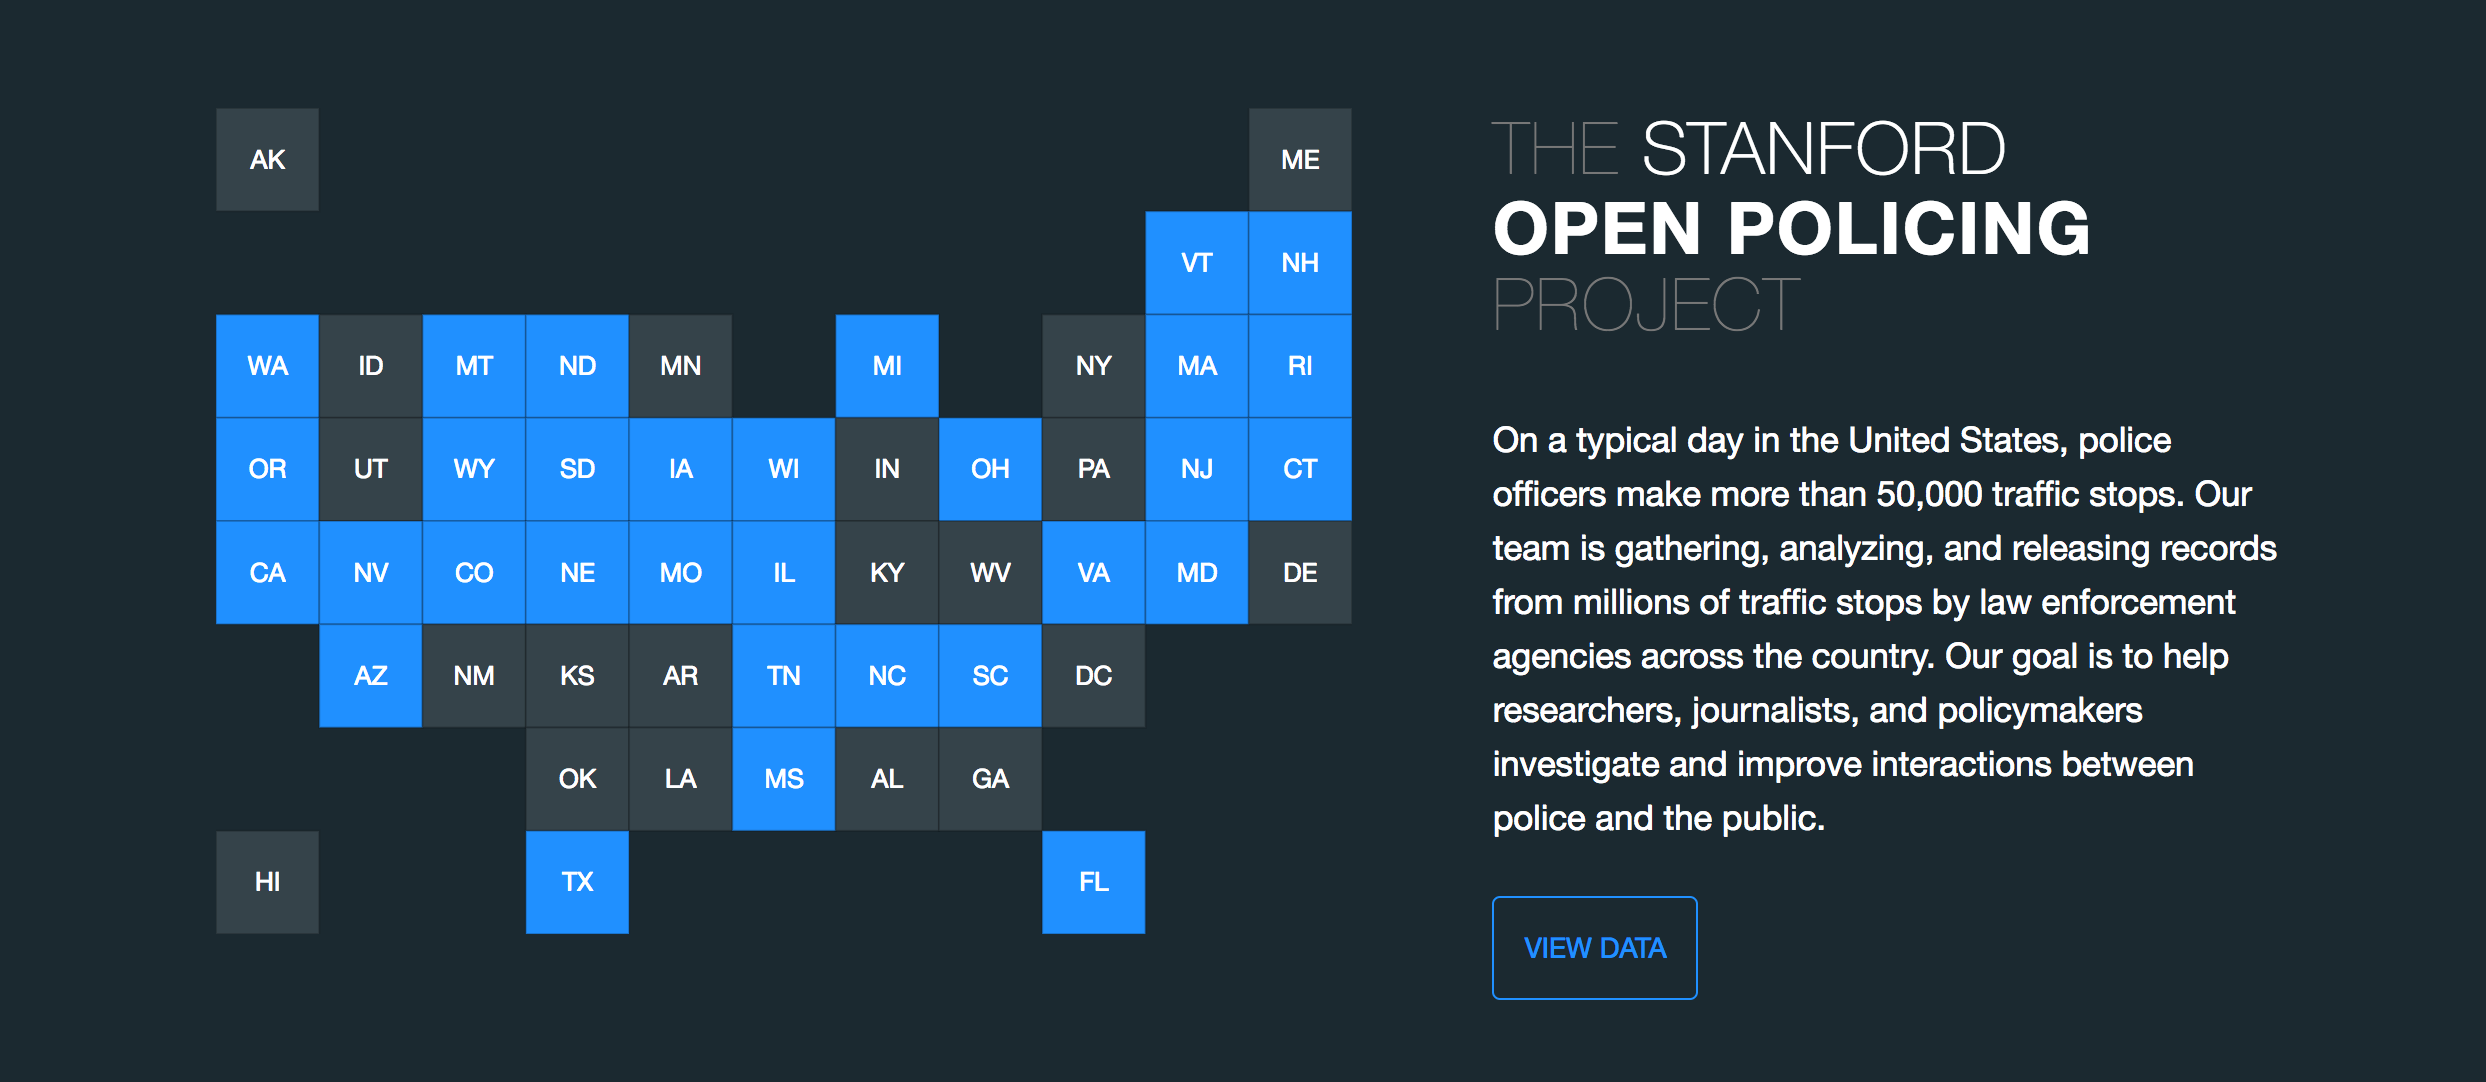 AK ME
VT NH
WA ID MT ND MN MI NY MA RI
OR UT WY SD IA WI IN OH PA NJ CT
CA NV CO NE MO IL KY WV VA MD DE
AZ NM KS AR TN NC SC DC
OK LA MS AL GA
HI TX FL
THE STANFORD
OPEN POLICING
PROJECT
On a typical day in the United States, police
officers make more than 50,000 traffic stops. Our
team is gathering, analyzing, and releasing records
from millions of traffic stops by law enforcement
agencies across the country. Our goal is to help
researchers, journalists, and policymakers
investigate and improve interactions between
police and the public.
VIEW DATA